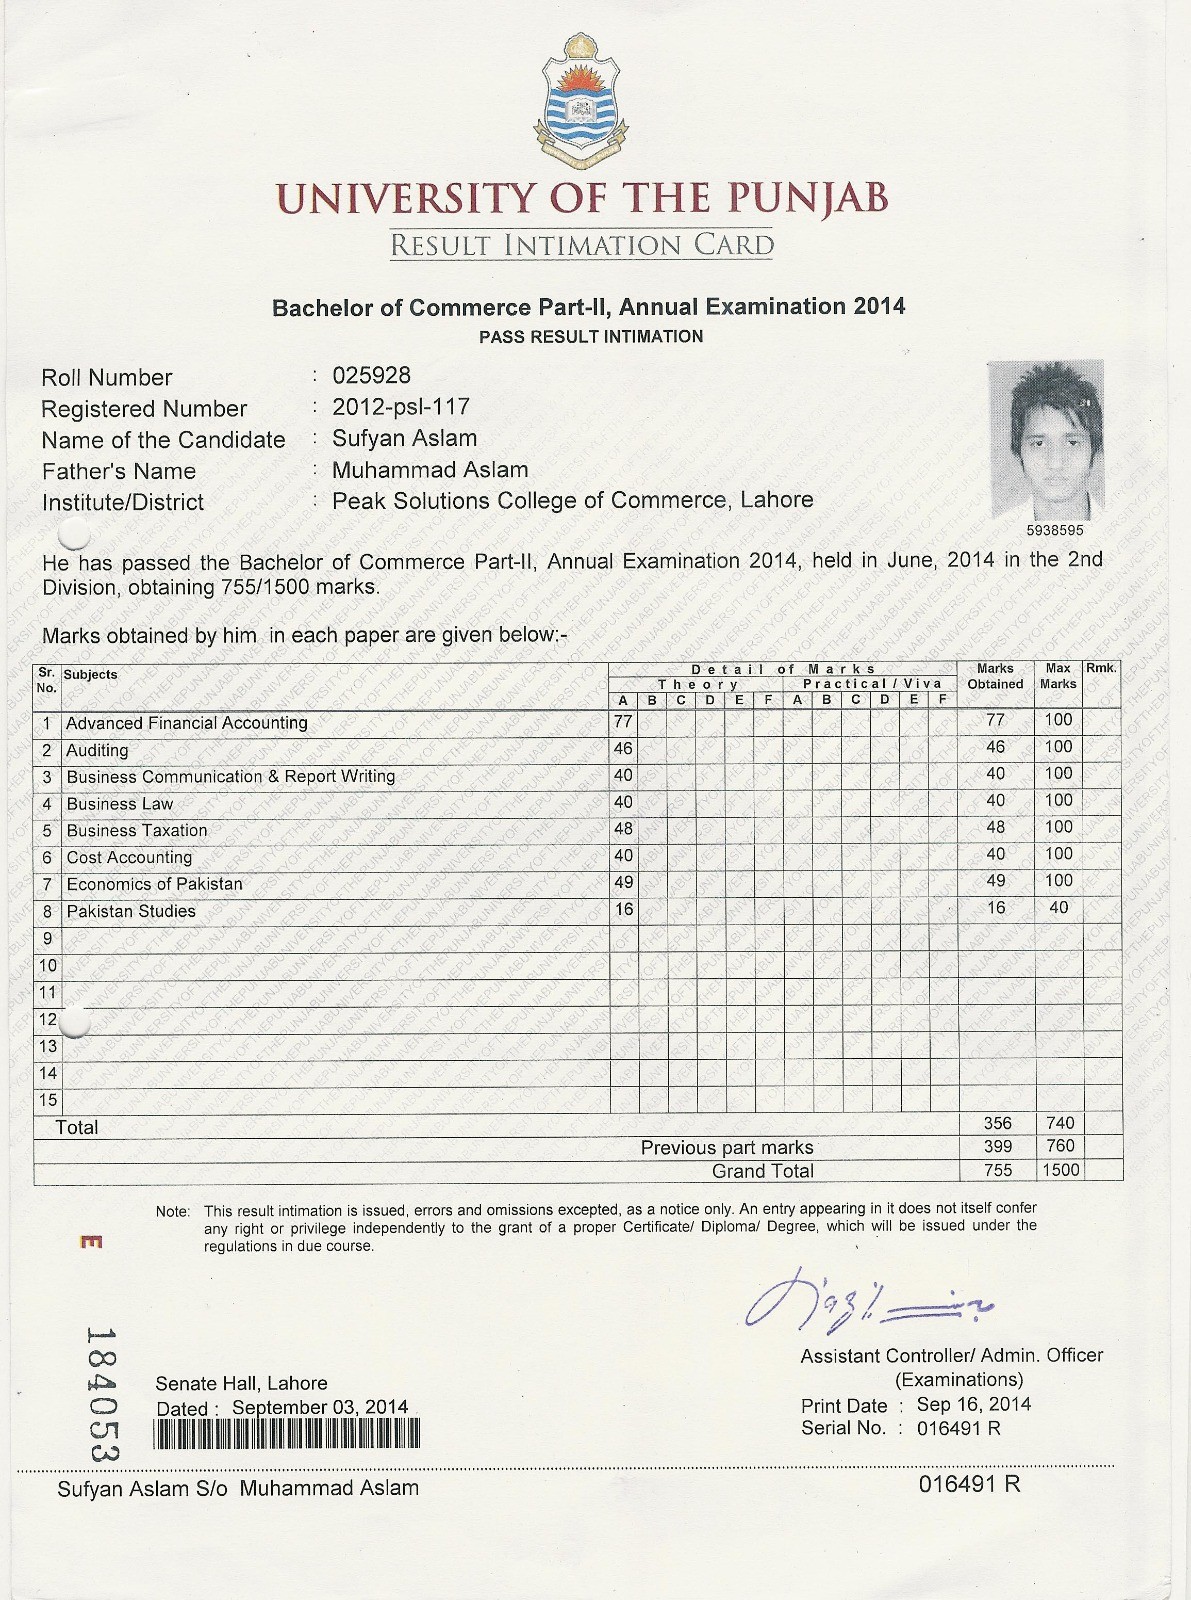 UNIVERSITY OF THE PUNJAB
RESULT INTIMATION CARD
Bachelor of Commerce Part-II, Annual Examination 2014
PASS RESULT INTIMATION
Roll Number : 025928
Registered Number : 2012-psl-117
Name of the Candidate : Sufyan Aslam
Father's Name : Muhammad Aslam
Institute/District : Peak Solutions College of Commerce, Lahore
5938595
He has passed the Bachelor of Commerce Part-II, Annual Examination 2014, held in June, 2014 in the 2nd
Division, obtaining 755/1500 marks.
Marks obtained by him in each paper are given below:-
Sr. No. Subjects Detail of Marks Marks Obtained Max Marks Rmk.
Theory Practical/Viva
A B C D E F A B C D E F
1 Advanced Financial Accounting 77 77 100
2 Auditing 46 46 100
3 Business Communication & Report Writing 40 40 100
4 Business Law 40 40 100
5 Business Taxation 48 48 100
6 Cost Accounting 40 40 100
7 Economics of Pakistan 49 49 100
8 Pakistan Studies 16 16 40
9
10
11
12
13
14
15
Total 356 740
Previous part marks 399 760
Grand Total 755 1500
Note: This result intimation is issued, errors and omissions excepted, as a notice only. An entry appearing in it does not itself confer
any right or privilege independently to the grant of a proper Certificate/ Diploma/ Degree, which will be issued under the
regulations in due course.
E
184053
Assistant Controller/ Admin. Officer
(Examinations)
Senate Hall, Lahore
Dated : September 03, 2014
Print Date : Sep 16, 2014
Serial No. : 016491 R
Sufyan Aslam S/o Muhammad Aslam 016491 R